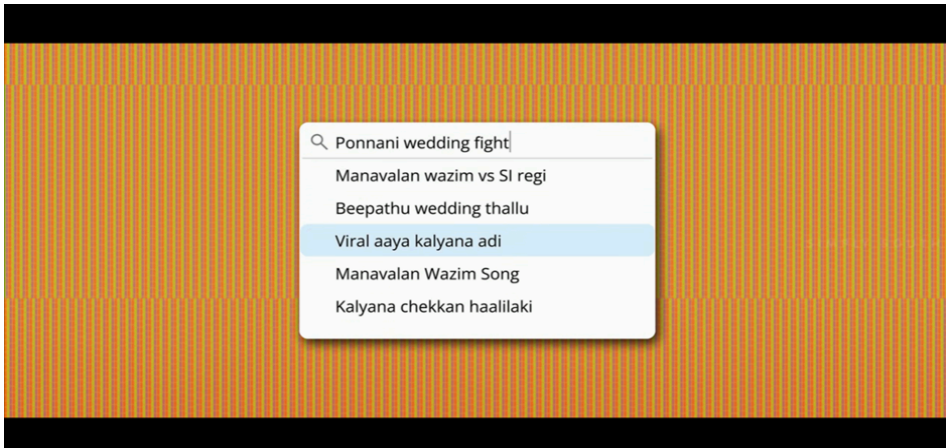 Ponnani wedding fight
Manavalan wazim vs SI regi
Beepathu wedding thallu
Viral aaya kalyana adi
Manavalan Wazim Song
Kalyana chekkan haalilaki